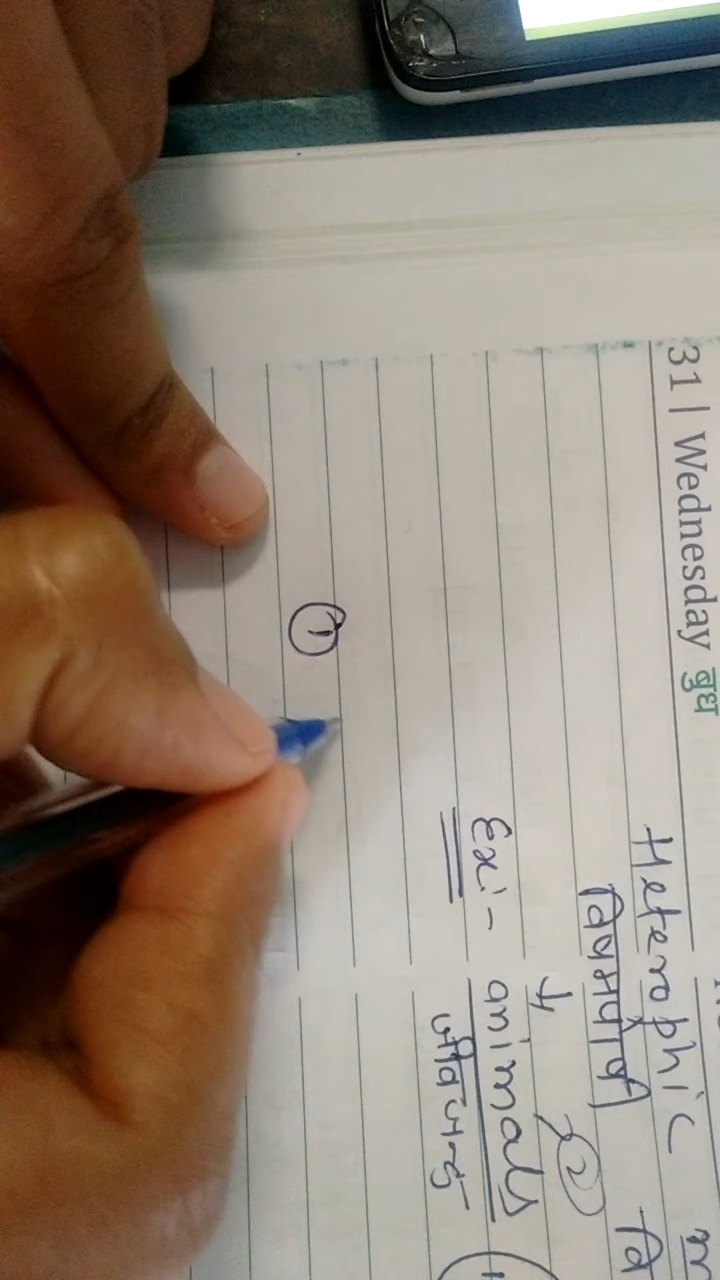 31 | Wednesday बुध
Heterophic
विषमपोषी
Ex:- animals
जीवजन्तु
2
1